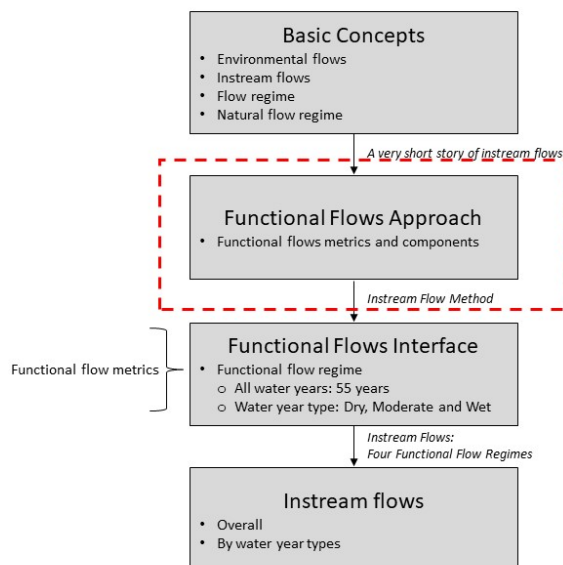 Basic Concepts
• Environmental flows
• Instream flows
• Flow regime
• Natural flow regime
A very short story of instream flows
Functional Flows Approach
• Functional flows metrics and components
Instream Flow Method
Functional flow metrics
Functional Flows Interface
• Functional flow regime
o All water years: 55 years
o Water year type: Dry, Moderate and Wet
Instream Flows:
Four Functional Flow Regimes
Instream flows
• Overall
• By water year types